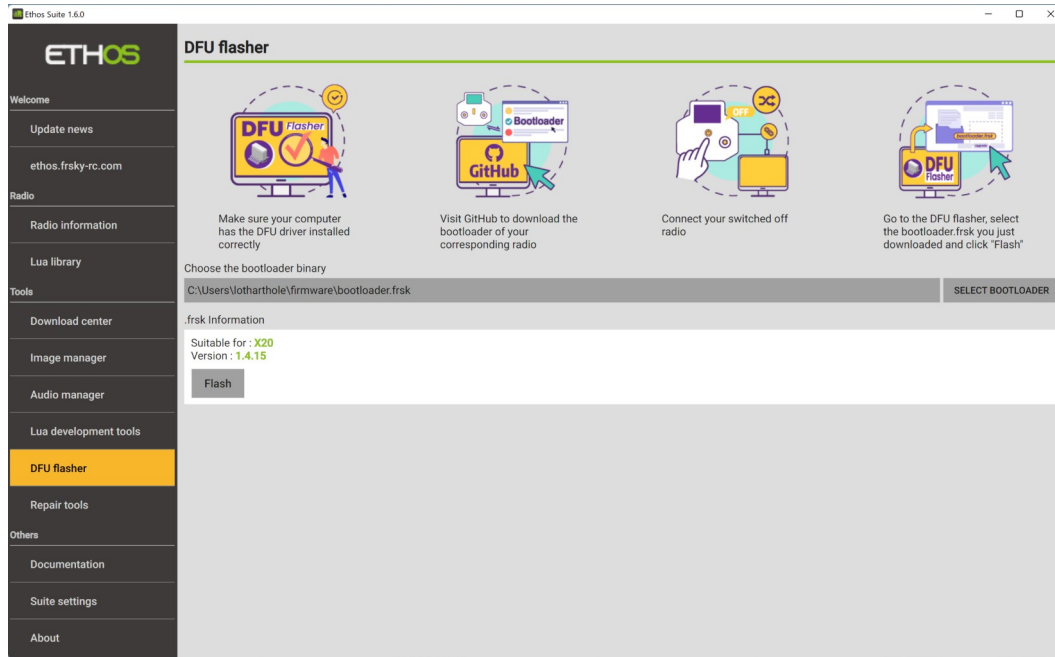 Ethos Suite 1.6.0
ETHOS
Welcome
Update news
ethos.frsky-rc.com
Radio
Radio information
Lua library
Tools
Download center
Image manager
Audio manager
Lua development tools
DFU flasher
Repair tools
Others
Documentation
Suite settings
About
DFU flasher
DFU Flasher
Make sure your computer
has the DFU driver installed
correctly
Bootloader
GitHub
Visit GitHub to download the
bootloader of your
corresponding radio
OFF
Connect your switched off
radio
bootloader.frsk
DFU
Flasher
Go to the DFU flasher, select
the bootloader.frsk you just
downloaded and click "Flash"
Choose the bootloader binary
C:\Users\lotharthole\firmware\bootloader.frsk
SELECT BOOTLOADER
.frsk Information
Suitable for : X20
Version : 1.4.15
Flash